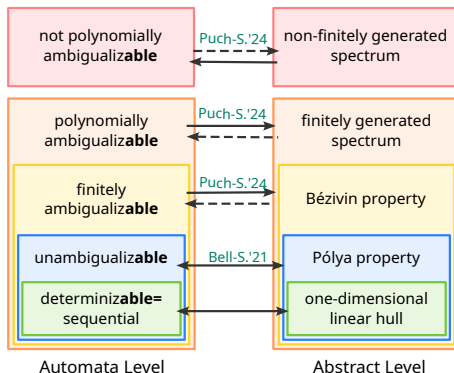 not polynomially
ambigualizable
Puch-S.'24
non-finitely generated
spectrum
polynomially
ambigualizable
Puch-S.'24
finitely generated
spectrum
finitely
ambigualizable
Puch-S.'24
Bézivin property
unambigualizable
Bell-S.'21
Pólya property
determinizable=
sequential
one-dimensional
linear hull
Automata Level
Abstract Level